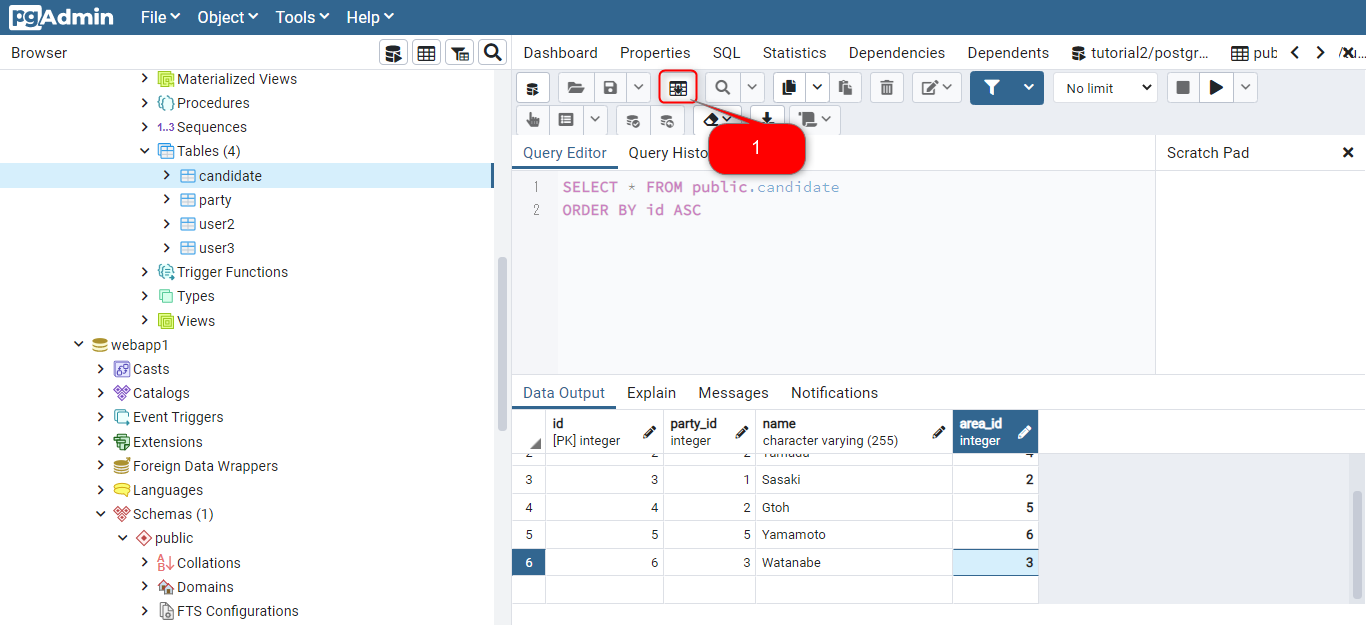 pgAdmin File Object Tools Help
Browser
Materialized Views
Procedures
1..3 Sequences
Tables (4)
candidate
party
user2
user3
Trigger Functions
Types
Views
webapp1
Casts
Catalogs
Event Triggers
Extensions
Foreign Data Wrappers
Languages
Schemas (1)
public
Collations
Domains
FTS Configurations
Dashboard Properties SQL Statistics Dependencies Dependents tutorial2/postgr... pub
No limit
1
Query Editor Query Histo
Scratch Pad
1 SELECT * FROM public.candidate
2 ORDER BY id ASC
Data Output Explain Messages Notifications
id party_id name area_id
[PK] integer integer character varying (255) integer
2 2 2 Yamada 4
3 3 1 Sasaki 2
4 4 2 Gtoh 5
5 5 5 Yamamoto 6
6 6 3 Watanabe 3